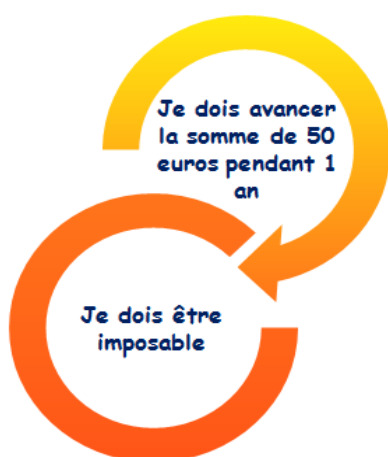 Je dois avancer
la somme de 50
euros pendant 1
an
Je dois être
imposable